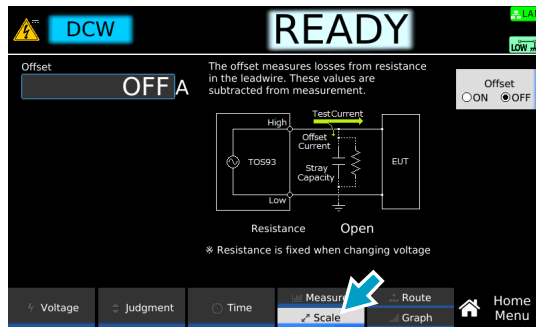 DCW
READY
LA
LOW
Offset
OFF A
The offset measures losses from resistance
in the leadwire. These values are
subtracted from measurement.
Offset
ON OFF
TestCurrent
High
Offset
Current
TOS93
EUT
Stray
Capacity
Low
Resistance Open
※ Resistance is fixed when changing voltage
Voltage
Judgment
Time
Measure
Route
Scale
Graph
Home
Menu